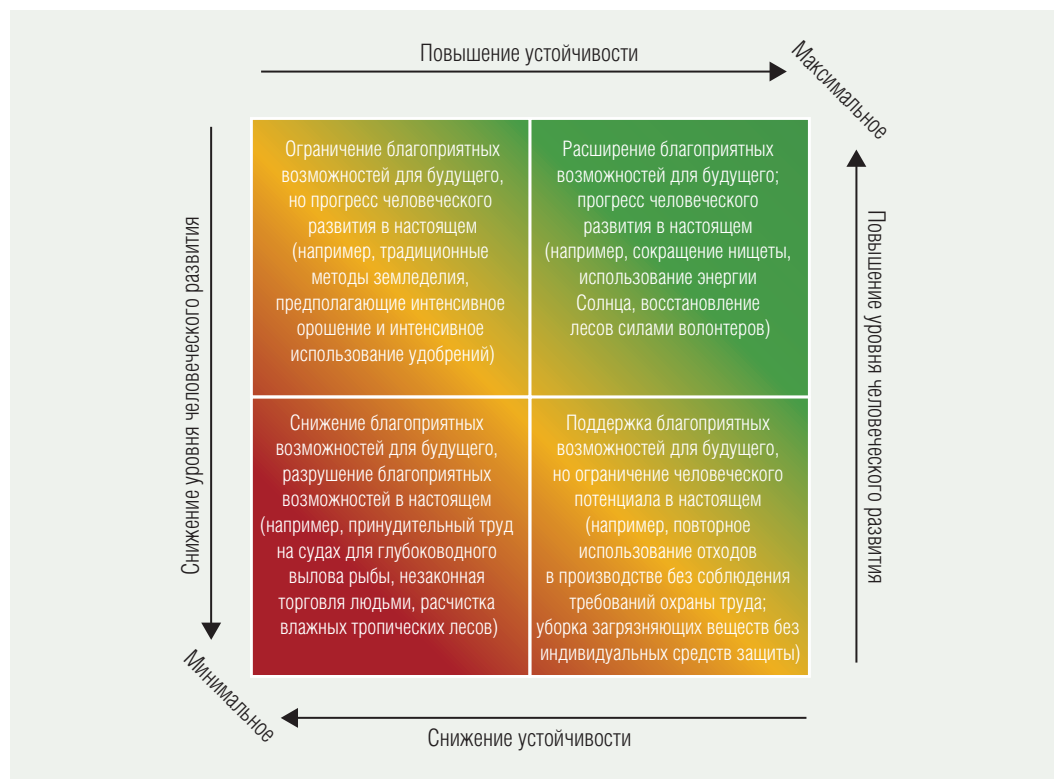 Повышение устойчивости
Максимальное
Снижение уровня человеческого развития
Ограничение благоприятных
возможностей для будущего,
но прогресс человеческого
развития в настоящем
(например, традиционные
методы земледелия,
предполагающие интенсивное
орошение и интенсивное
использование удобрений)
Расширение благоприятных
возможностей для будущего;
прогресс человеческого
развития в настоящем
(например, сокращение нищеты,
использование энергии
Солнца, восстановление
лесов силами волонтеров)
Повышение уровня человеческого развития
Снижение благоприятных
возможностей для будущего,
разрушение благоприятных
возможностей в настоящем
(например, принудительный труд
на судах для глубоководного
вылова рыбы, незаконная
торговля людьми, расчистка
влажных тропических лесов)
Поддержка благоприятных
возможностей для будущего,
но ограничение человеческого
потенциала в настоящем
(например, повторное
использование отходов
в производстве без соблюдения
требований охраны труда;
уборка загрязняющих веществ без
индивидуальных средств защиты)
Минимальное
Снижение устойчивости